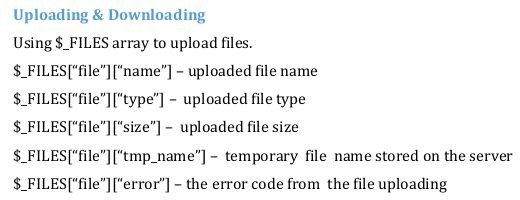 Uploading & Downloading
Using $_FILES array to upload files.
$_FILES[“file”][“name”] – uploaded file name
$_FILES[“file”][“type”] – uploaded file type
$_FILES[“file”][“size”] – uploaded file size
$_FILES[“file”][“tmp_name”] – temporary file name stored on the server
$_FILES[“file”][“error”] – the error code from the file uploading